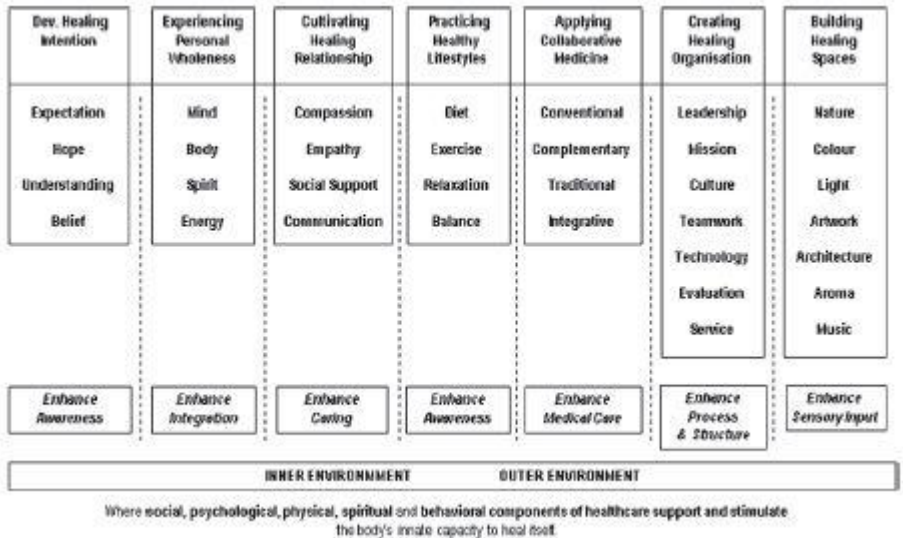 Dev. Healing
Intention
Expectation
Hope
Understanding
Belief
Enhance
Awareness
Experiencing
Personal
Wholeness
Mind
Body
Spirit
Energy
Enhance
Integration
Cultivating
Healing
Relationship
Compassion
Empathy
Social Support
Communication
Enhance
Caring
Practicing
Healthy
Lifestyles
Diet
Exercise
Relaxation
Balance
Enhance
Awareness
Applying
Collaborative
Medicine
Conventional
Complementary
Traditional
Integrative
Enhance
Medical Care
Creating
Healing
Organisation
Leadership
Mission
Culture
Teamwork
Technology
Evaluation
Service
Enhance
Process
& Structure
Building
Healing
Spaces
Nature
Colour
Light
Artwork
Architecture
Aroma
Music
Enhance
Sensory Input
INNER ENVIRONMMENT OUTER ENVIRONMENT
Where social, psychological, physical, spiritual and behavioral components of healthcare support and stimulate
the body's innate capacity to heal itself.